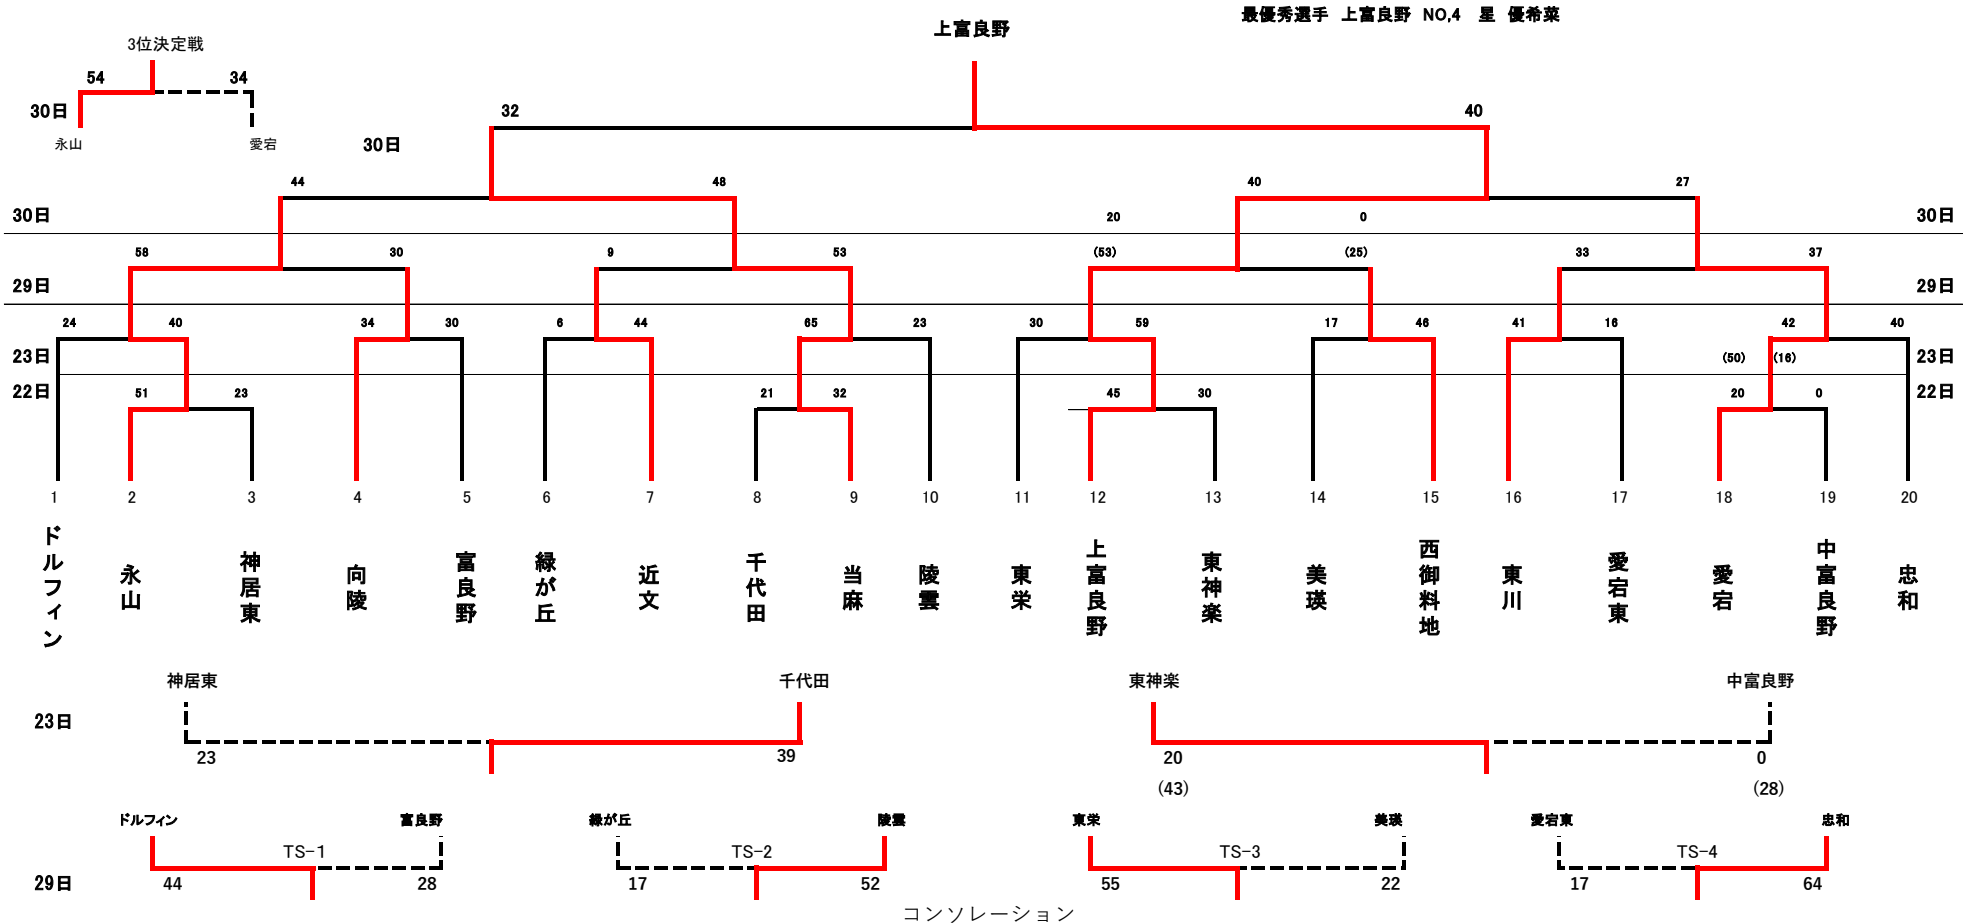 最優秀選手 上富良野 NO,4 星 優希菜
上富良野
3位決定戦
54 34
30日
永山 愛宕
32 40
30日
44 48 40 27
30日 20 0 30日
58 30 9 53 (53) (25) 33 37
29日 29日
24 40 34 30 6 44 65 23 30 59 17 46 41 16 42 40
23日 (50) (16) 23日
22日 51 23 21 32 45 30 20 0 22日
1 2 3 4 5 6 7 8 9 10 11 12 13 14 15 16 17 18 19 20
ドルフィン
永山
神居東
向陵
富良野
緑が丘
近文
千代田
当麻
陵雲
東栄
上富良野
東神楽
美瑛
西御料地
東川
愛宕東
愛宕
中富良野
忠和
神居東 千代田 東神楽 中富良野
23日
23 39 20 0
(43) (28)
ドルフィン 富良野 緑が丘 陵雲 東栄 美瑛 愛宕東 忠和
TS-1 TS-2 TS-3 TS-4
29日 44 28 17 52 55 22 17 64
コンソレーション